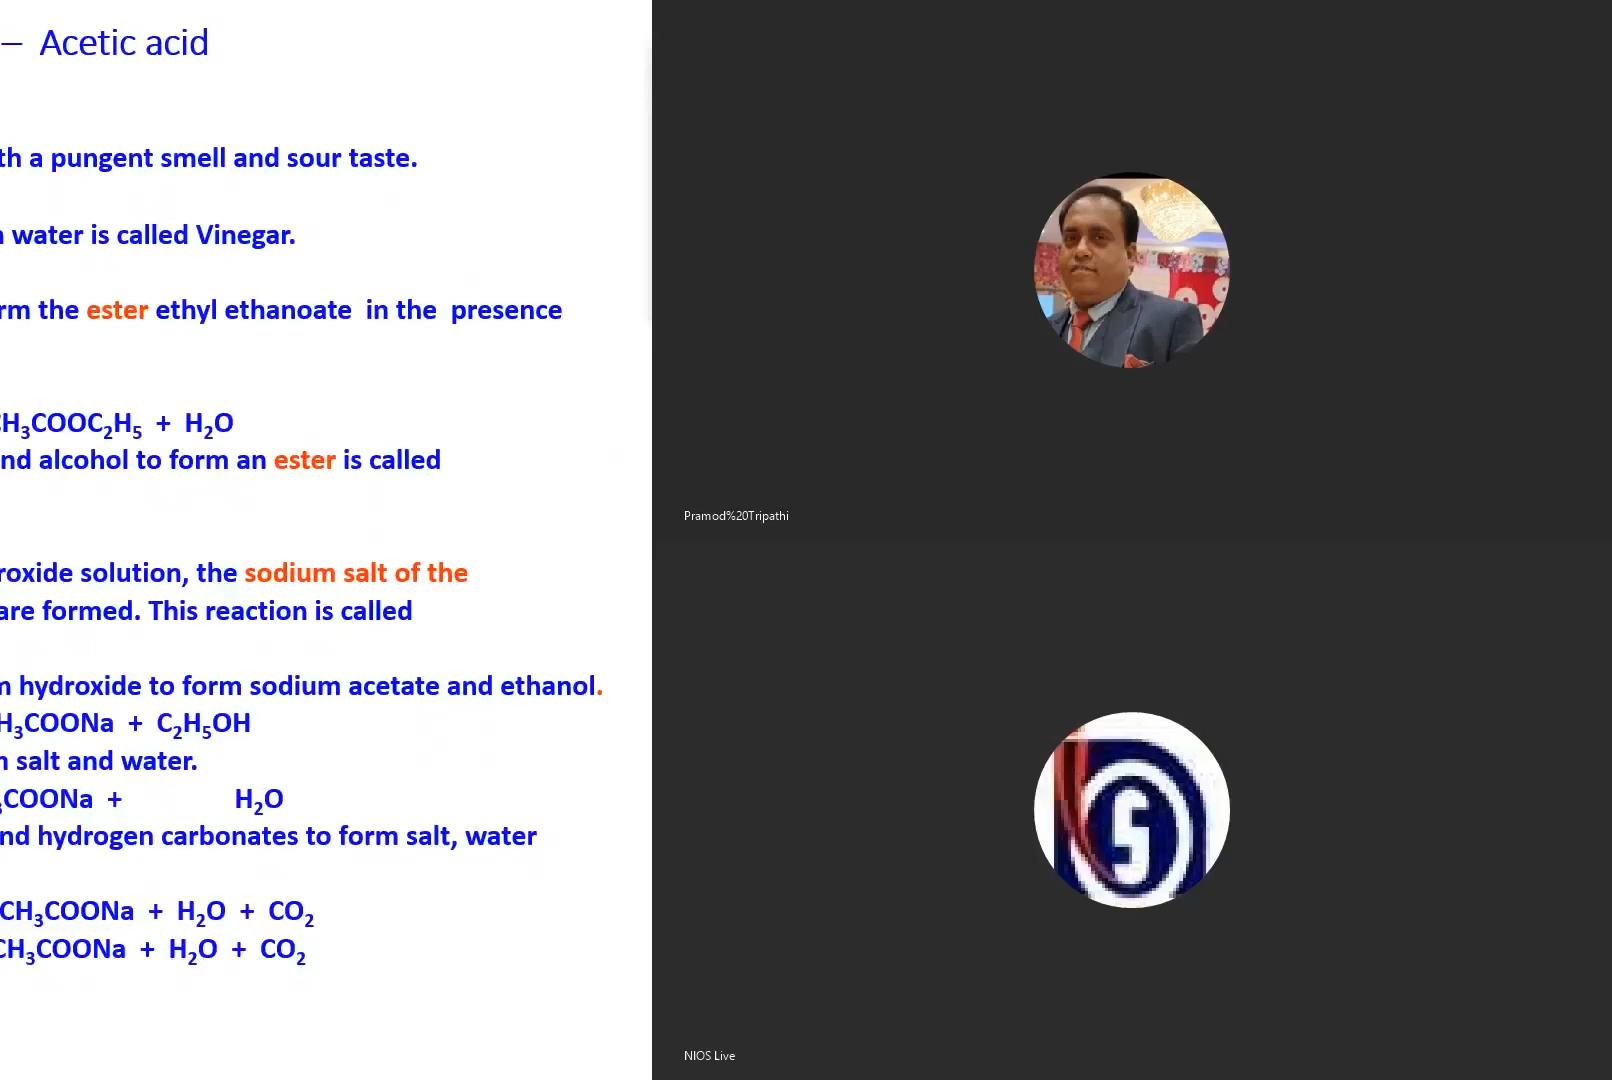 – Acetic acid
th a pungent smell and sour taste.
water is called Vinegar.
rm the ester ethyl ethanoate in the presence
H₃COOC₂H₅ + H₂O
nd alcohol to form an ester is called
roxide solution, the sodium salt of the
are formed. This reaction is called
hydroxide to form sodium acetate and ethanol.
H₃COONa + C₂H₅OH
salt and water.
COONa + H₂O
nd hydrogen carbonates to form salt, water
CH₃COONa + H₂O + CO₂
CH₃COONa + H₂O + CO₂
Pramod%20Tripathi
NIOS Live